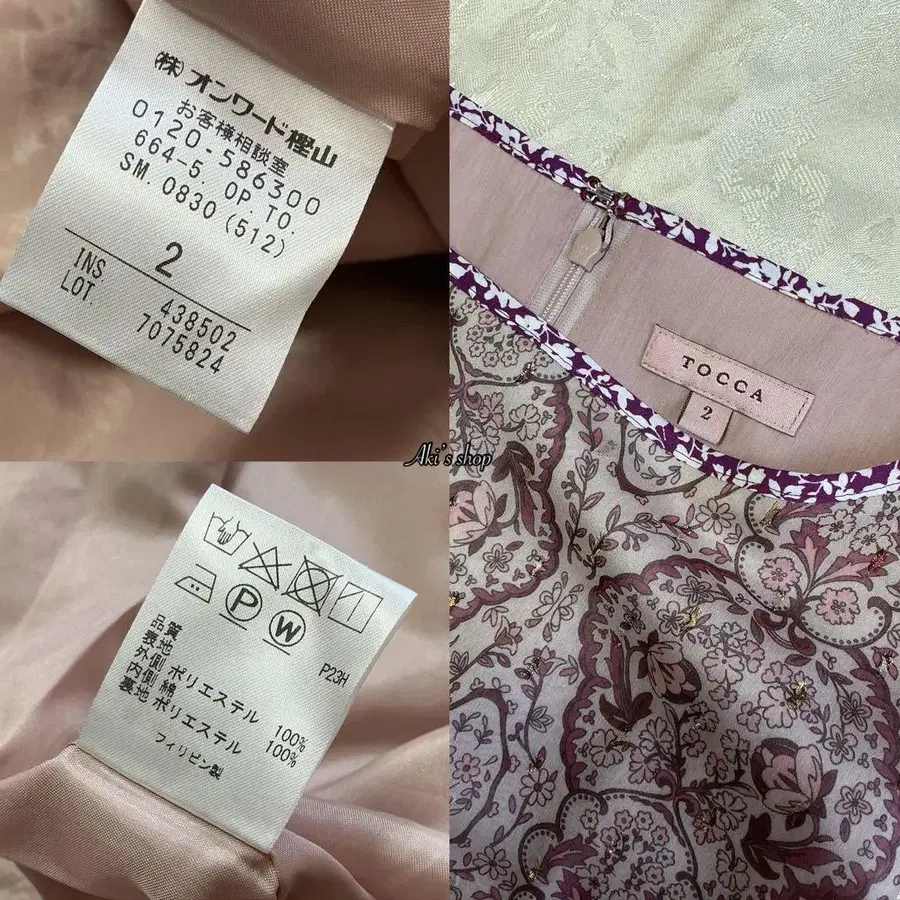 (株)オンワード樫山
お客様相談室
0120-586300
664-5. OP. TO.
SM. 0830 (512)
2
INS 438502
LOT. 7075824
TOCCA
2
Aki's shop
P W
P23H
品質
表地
外側 ポリエステル 100%
内側 綿 100%
裏地 ポリエステル
フィリピン製